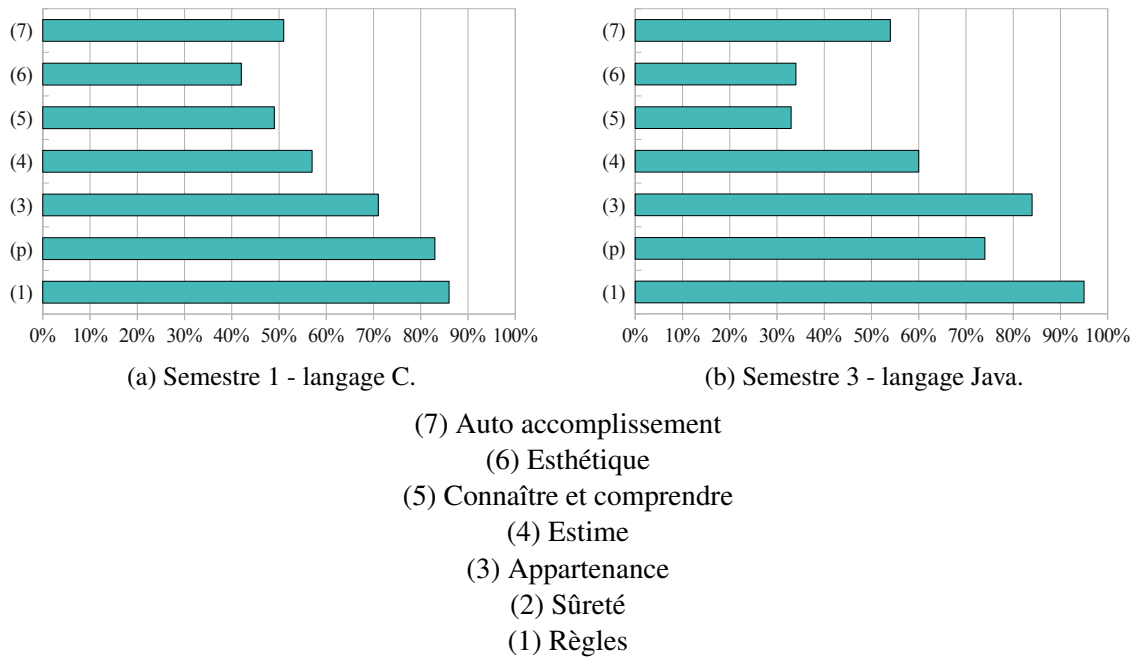 (7)
(6)
(5)
(4)
(3)
(p)
(1)
0% 10% 20% 30% 40% 50% 60% 70% 80% 90% 100%
(a) Semestre 1 - langage C.
(7)
(6)
(5)
(4)
(3)
(p)
(1)
0% 10% 20% 30% 40% 50% 60% 70% 80% 90% 100%
(b) Semestre 3 - langage Java.
(7) Auto accomplissement
(6) Esthétique
(5) Connaître et comprendre
(4) Estime
(3) Appartenance
(2) Sûreté
(1) Règles